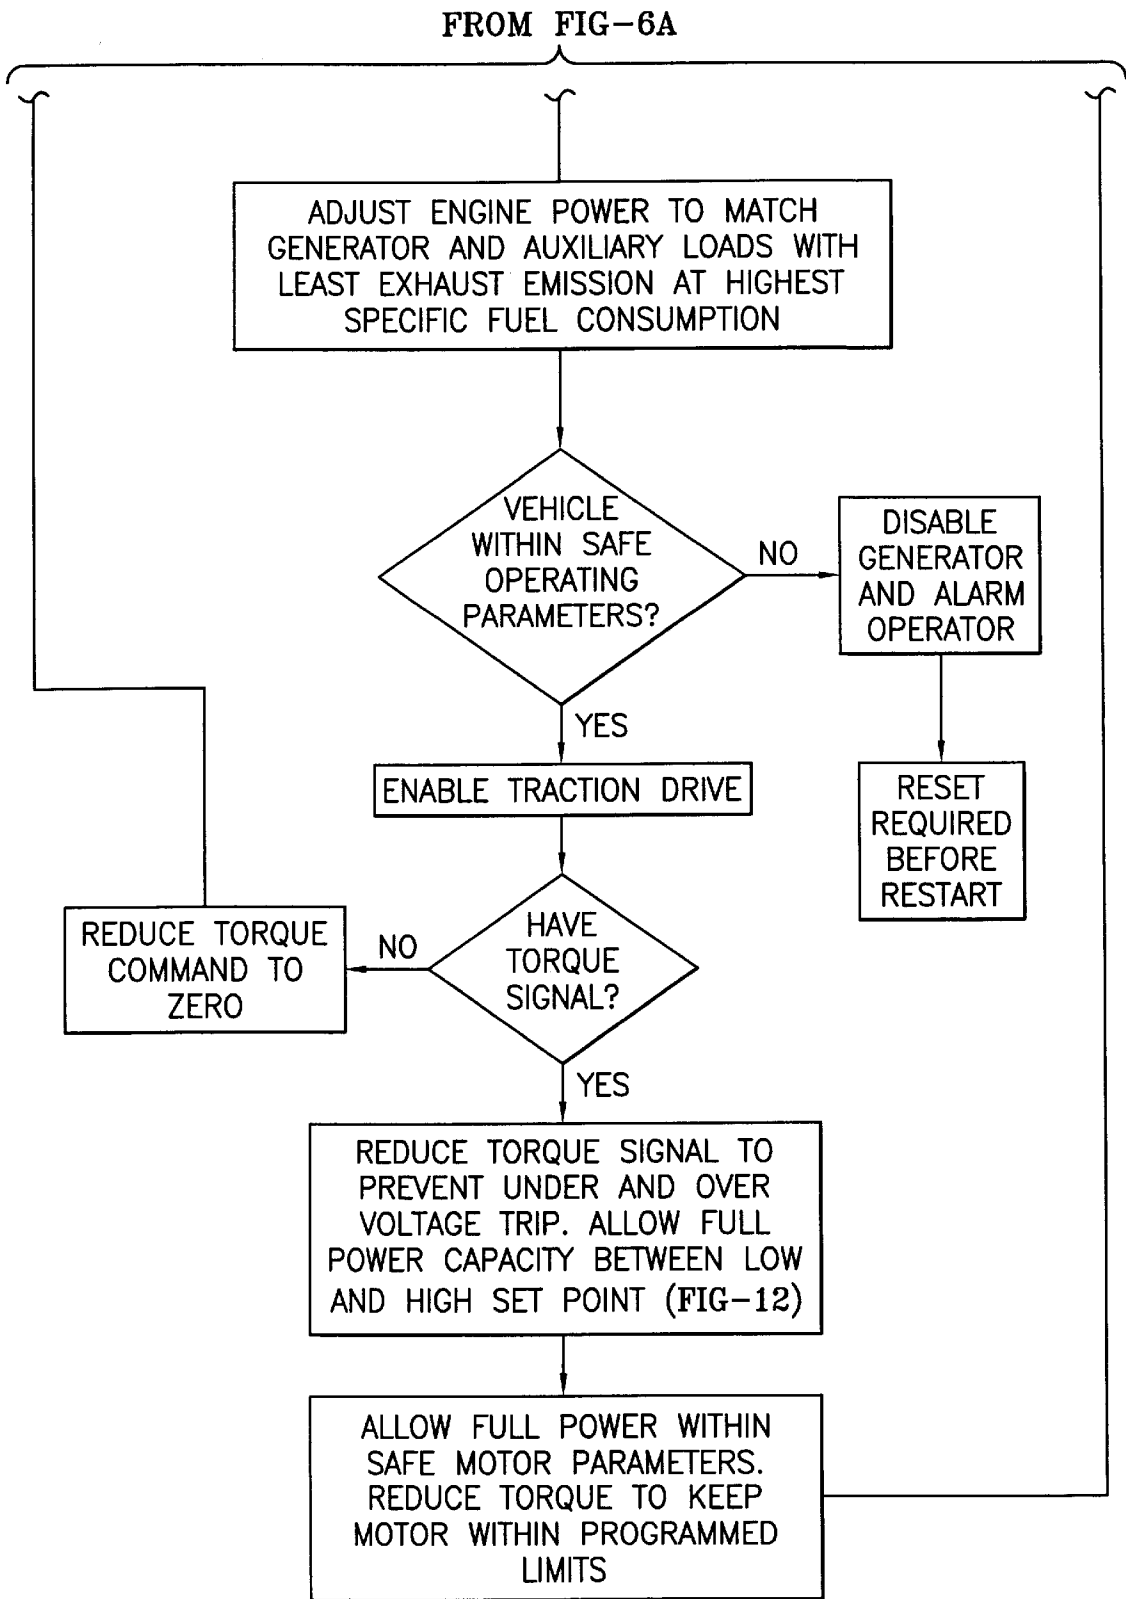 FROM FIG-6A
ADJUST ENGINE POWER TO MATCH
GENERATOR AND AUXILIARY LOADS WITH
LEAST EXHAUST EMISSION AT HIGHEST
SPECIFIC FUEL CONSUMPTION
VEHICLE
WITHIN SAFE
OPERATING
PARAMETERS?
NO
DISABLE
GENERATOR
AND ALARM
OPERATOR
YES
ENABLE TRACTION DRIVE
RESET
REQUIRED
BEFORE
RESTART
HAVE
TORQUE
SIGNAL?
NO
REDUCE TORQUE
COMMAND TO
ZERO
YES
REDUCE TORQUE SIGNAL TO
PREVENT UNDER AND OVER
VOLTAGE TRIP. ALLOW FULL
POWER CAPACITY BETWEEN LOW
AND HIGH SET POINT (FIG-12)
ALLOW FULL POWER WITHIN
SAFE MOTOR PARAMETERS.
REDUCE TORQUE TO KEEP
MOTOR WITHIN PROGRAMMED
LIMITS